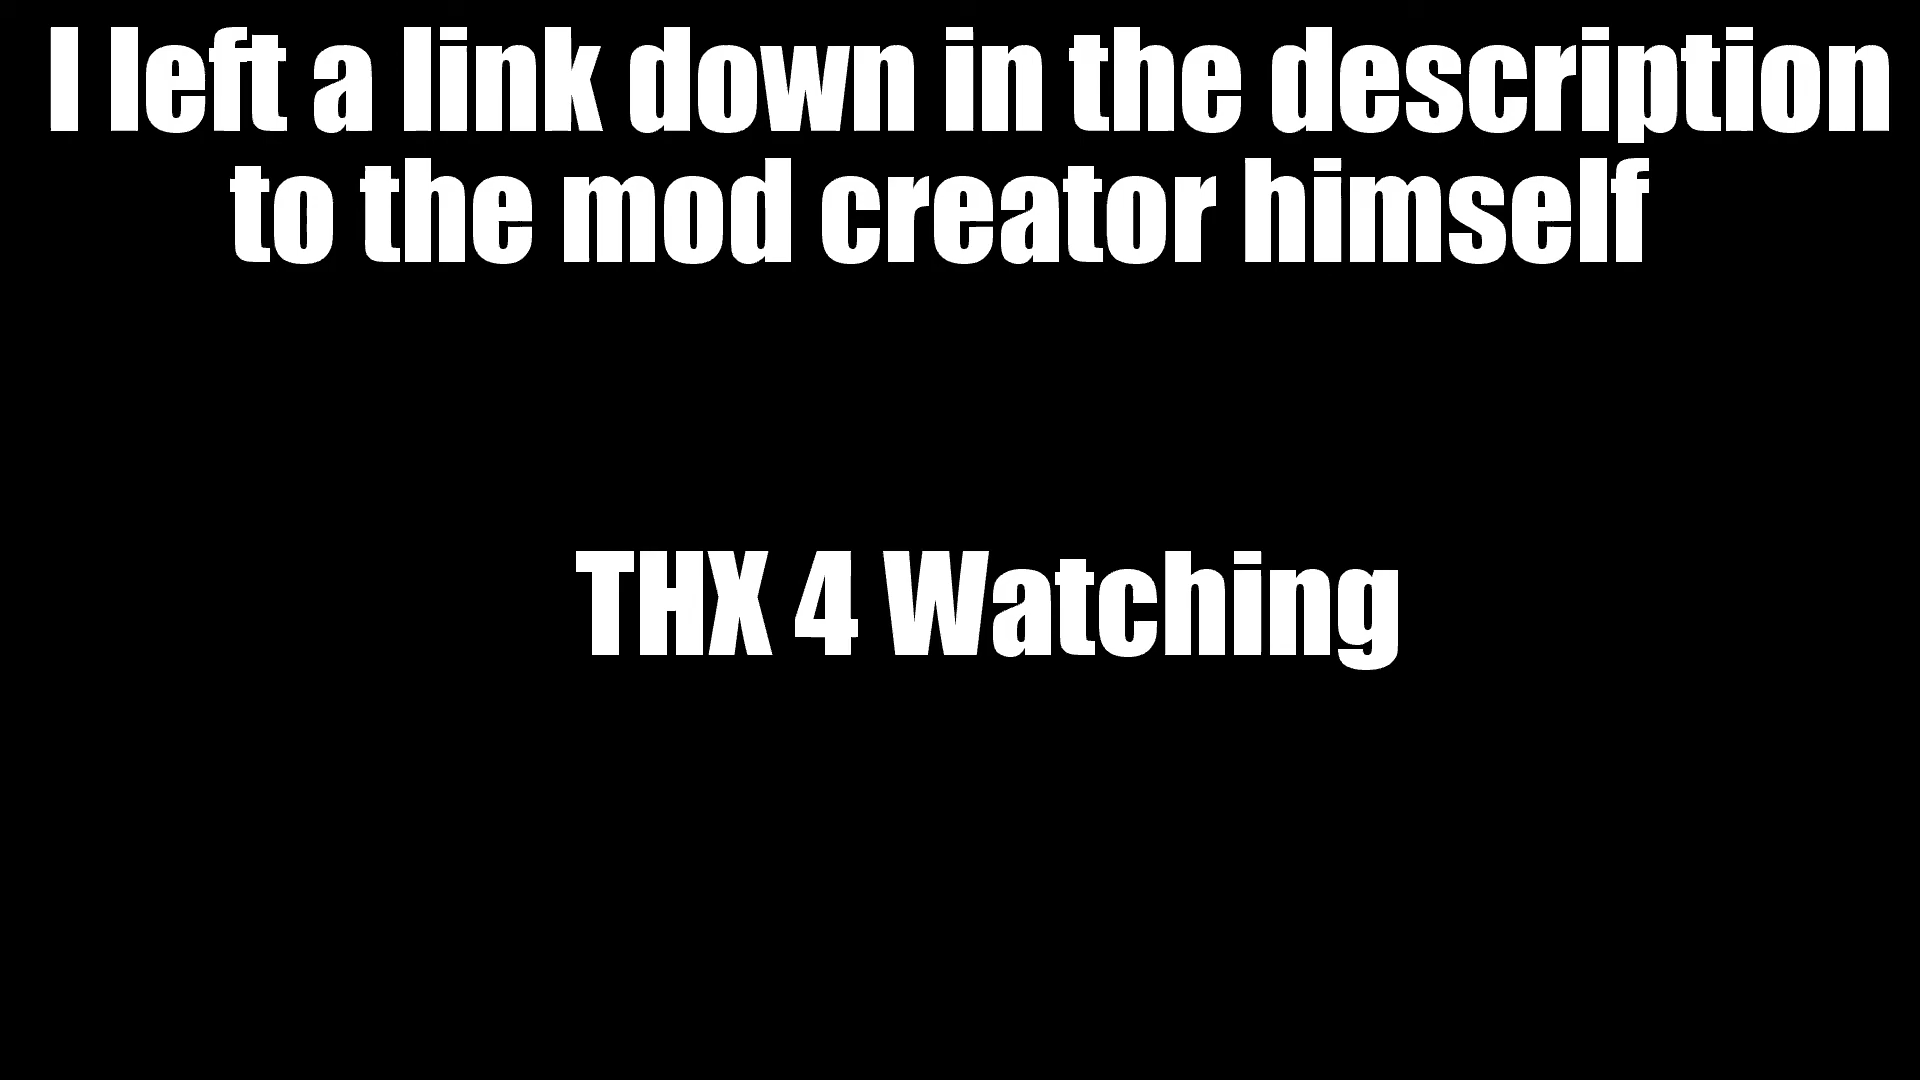 I left a link down in the description
to the mod creator himself
THX 4 Watching